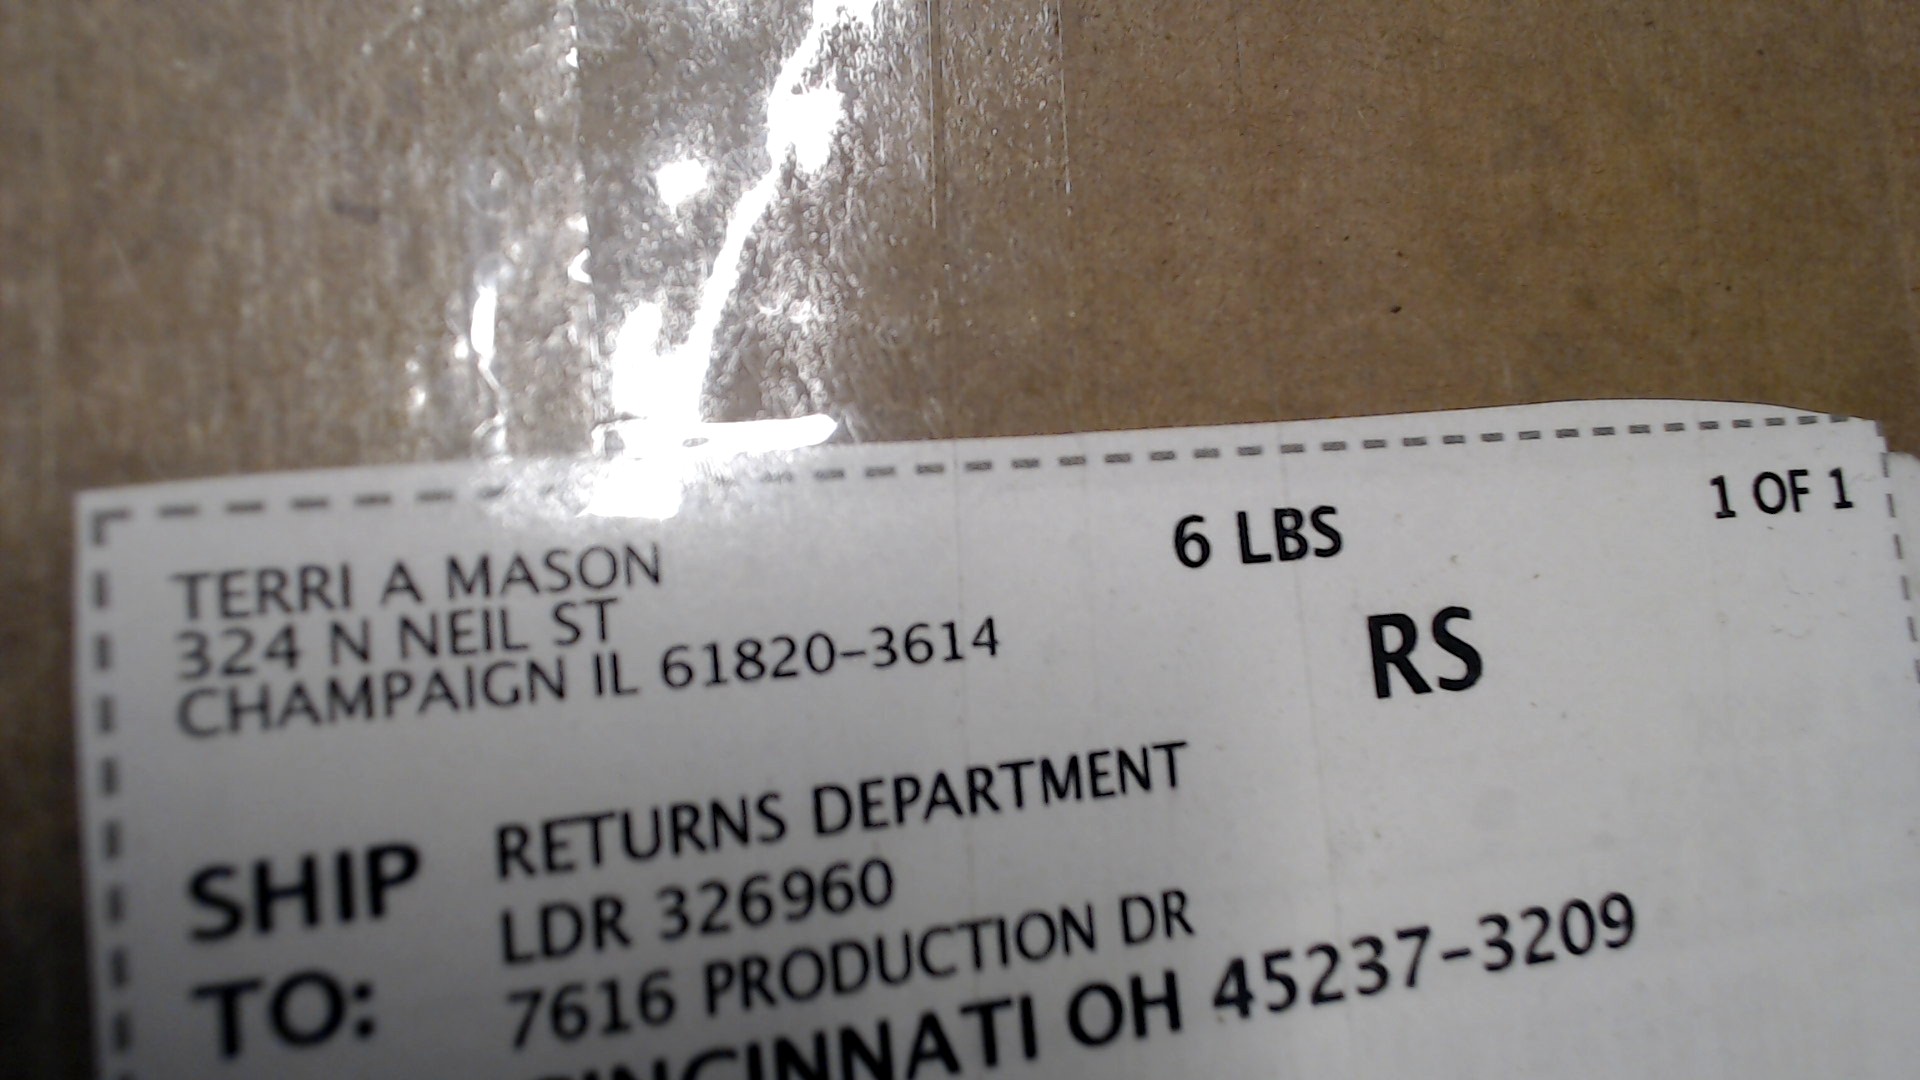 TERRI A MASON
324 N NEIL ST
CHAMPAIGN IL 61820-3614
6 LBS
1 OF 1
RS
SHIP TO:
RETURNS DEPARTMENT
LDR 326960
7616 PRODUCTION DR
CINCINNATI OH 45237-3209